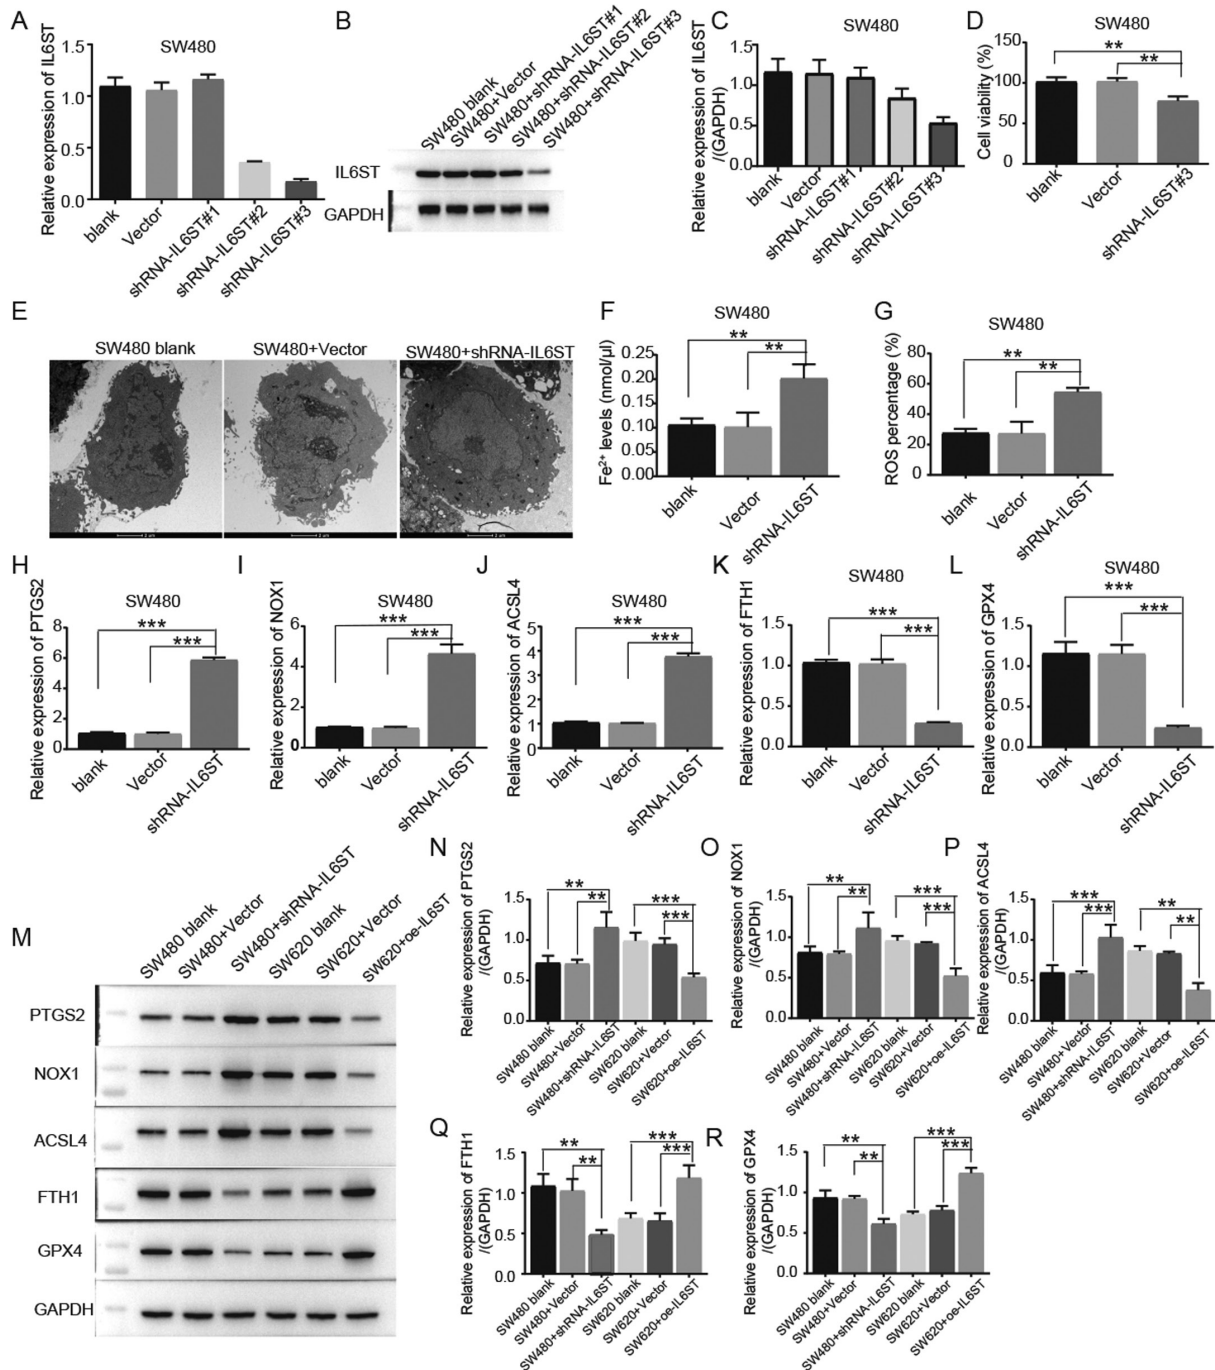 A
SW480
Relative expression of IL6ST
1.5
1.0
0.5
0.0
blank
Vector
shRNA-IL6ST#1
shRNA-IL6ST#2
shRNA-IL6ST#3
B
SW480 blank
SW480+Vector
SW480+shRNA-IL6ST#1
SW480+shRNA-IL6ST#2
SW480+shRNA-IL6ST#3
IL6ST
GAPDH
C
Relative expression of IL6ST
/(GAPDH)
1.5
1.0
0.5
0.0
blank
Vector
shRNA-IL6ST#1
shRNA-IL6ST#2
shRNA-IL6ST#3
D
SW480
Cell viability (%)
150
100
50
0
**
**
blank
Vector
shRNA-IL6ST#3
E
SW480 blank
SW480+Vector
SW480+shRNA-IL6ST
2 μm
2 μm
2 μm
F
SW480
Fe2+ levels (nmol/μl)
0.25
0.20
0.15
0.10
0.05
0.00
**
**
blank
Vector
shRNA-IL6ST
G
SW480
ROS percentage (%)
80
60
40
20
0
**
**
blank
Vector
shRNA-IL6ST
H
SW480
Relative expression of PTGS2
8
6
4
2
0
***
***
blank
Vector
shRNA-IL6ST
I
SW480
Relative expression of NOX1
6
4
2
0
***
***
blank
Vector
shRNA-IL6ST
J
SW480
Relative expression of ACSL4
5
4
3
2
1
0
***
***
blank
Vector
shRNA-IL6ST
K
SW480
Relative expression of FTH1
1.5
1.0
0.5
0.0
***
***
blank
Vector
shRNA-IL6ST
L
SW480
Relative expression of GPX4
1.5
1.0
0.5
0.0
***
***
blank
Vector
shRNA-IL6ST
M
SW480 blank
SW480+Vector
SW480+shRNA-IL6ST
SW620 blank
SW620+Vector
SW620+oe-IL6ST
PTGS2
NOX1
ACSL4
FTH1
GPX4
GAPDH
N
Relative expression of PTGS2
/(GAPDH)
1.5
1.0
0.5
0.0
**
**
***
***
SW480 blank
SW480+Vector
SW480+shRNA-IL6ST
SW620 blank
SW620+Vector
SW620+oe-IL6ST
O
Relative expression of NOX1
/(GAPDH)
1.5
1.0
0.5
0.0
**
**
***
***
SW480 blank
SW480+Vector
SW480+shRNA-IL6ST
SW620 blank
SW620+Vector
SW620+oe-IL6ST
P
Relative expression of ACSL4
/(GAPDH)
1.5
1.0
0.5
0.0
***
***
**
**
SW480 blank
SW480+Vector
SW480+shRNA-IL6ST
SW620 blank
SW620+Vector
SW620+oe-IL6ST
Q
Relative expression of FTH1
/(GAPDH)
1.5
1.0
0.5
0.0
**
**
***
***
SW480 blank
SW480+Vector
SW480+shRNA-IL6ST
SW620 blank
SW620+Vector
SW620+oe-IL6ST
R
Relative expression of GPX4
/(GAPDH)
1.5
1.0
0.5
0.0
**
**
***
***
SW480 blank
SW480+Vector
SW480+shRNA-IL6ST
SW620 blank
SW620+Vector
SW620+oe-IL6ST